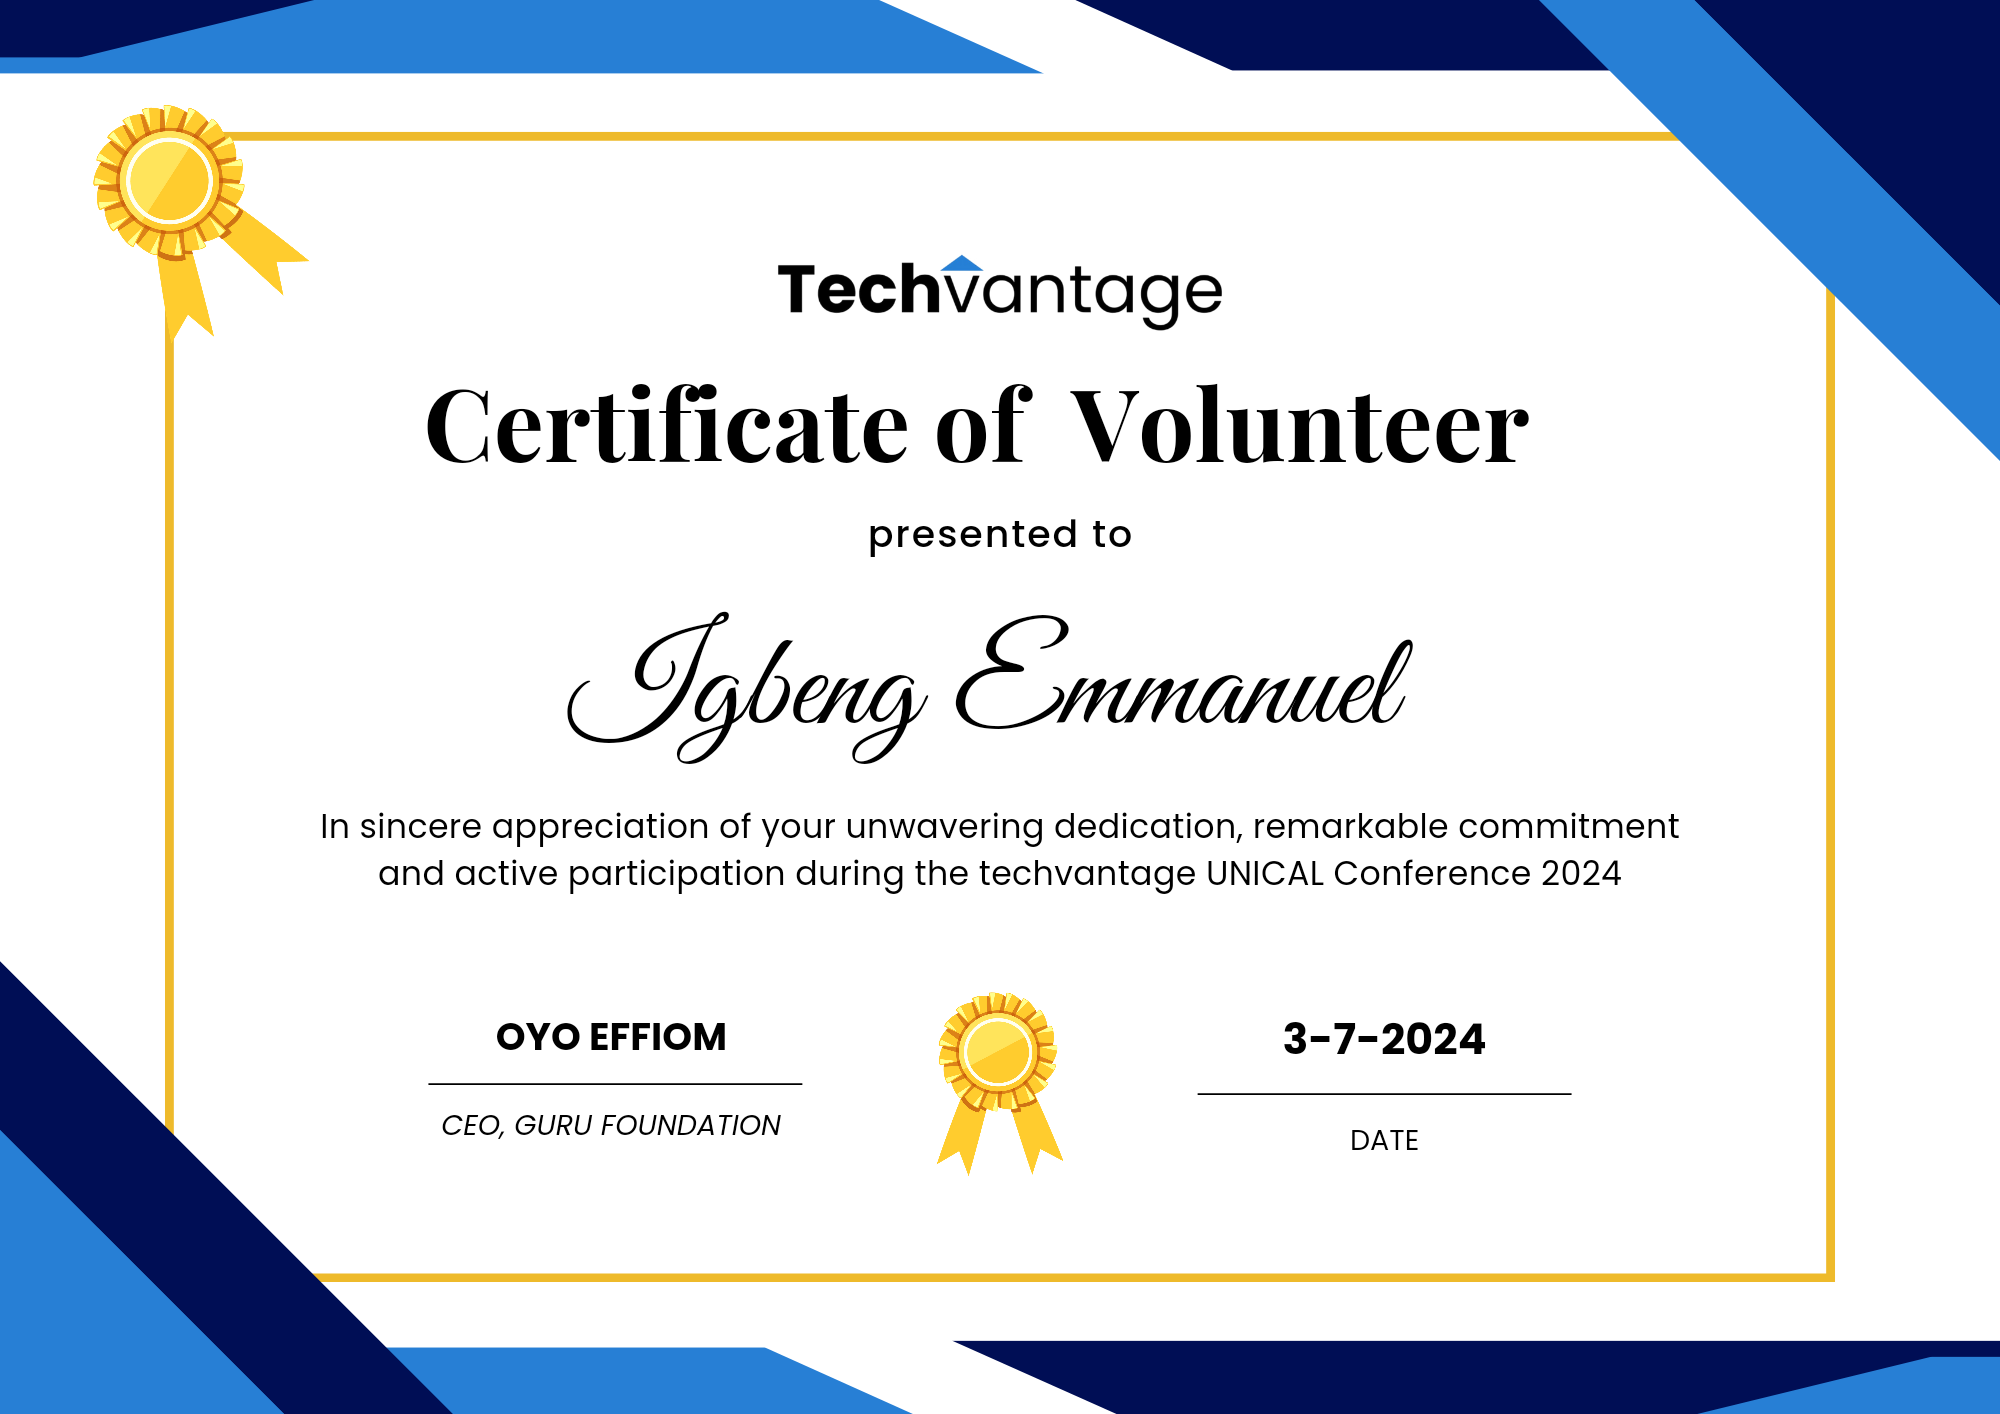 Techvantage
Certificate of Volunteer
presented to
Igbeng Emmanuel
In sincere appreciation of your unwavering dedication, remarkable commitment
and active participation during the techvantage UNICAL Conference 2024
OYO EFFIOM
CEO, GURU FOUNDATION
3-7-2024
DATE